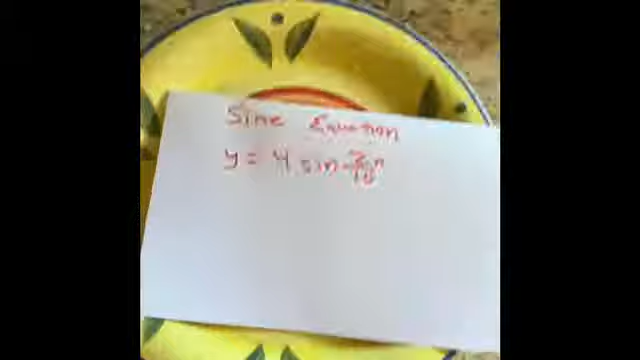 Sine Equation
y = 4 sin